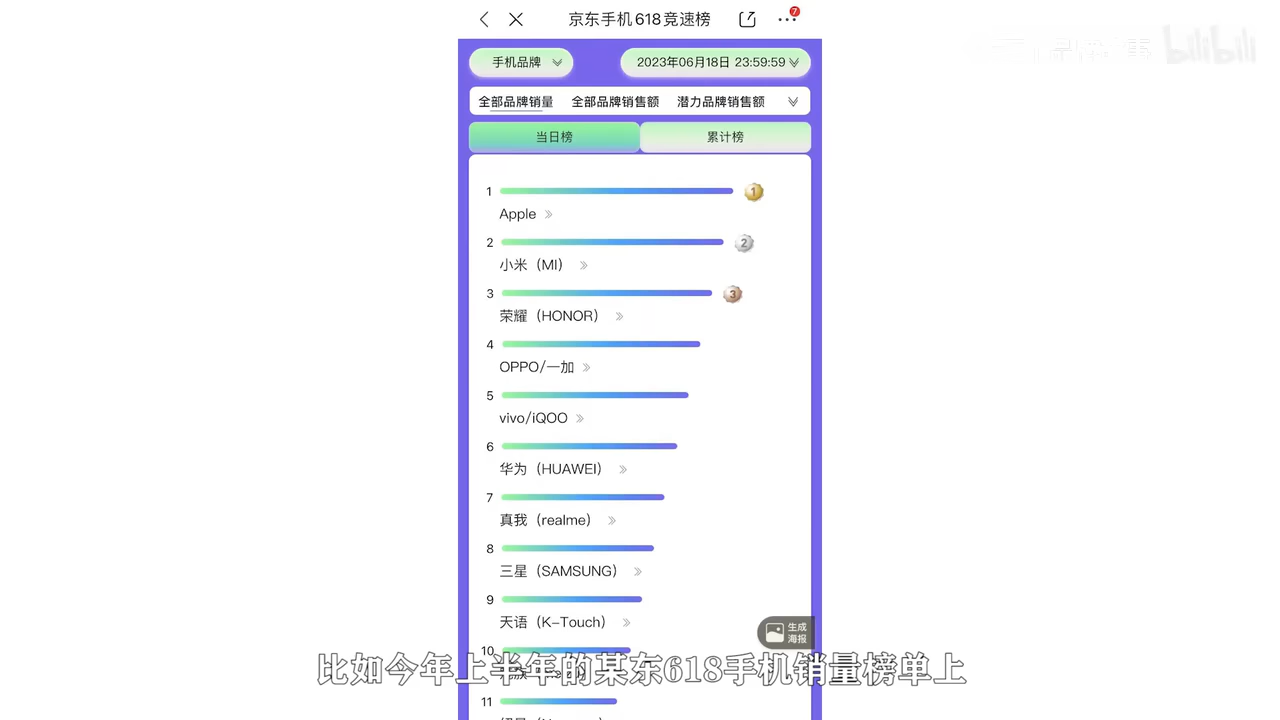 京东手机618竞速榜
7
bilibili
手机品牌
2023年06月18日 23:59:59
全部品牌销量 全部品牌销售额 潜力品牌销售额
当日榜 累计榜
1
1
Apple
2
2
小米（MI）
3
3
荣耀（HONOR）
4
OPPO/一加
5
vivo/iQOO
6
华为（HUAWEI）
7
真我（realme）
8
三星（SAMSUNG）
9
天语（K-Touch）
生成
海报
10
比如今年上半年的某东618手机销量榜单上
11